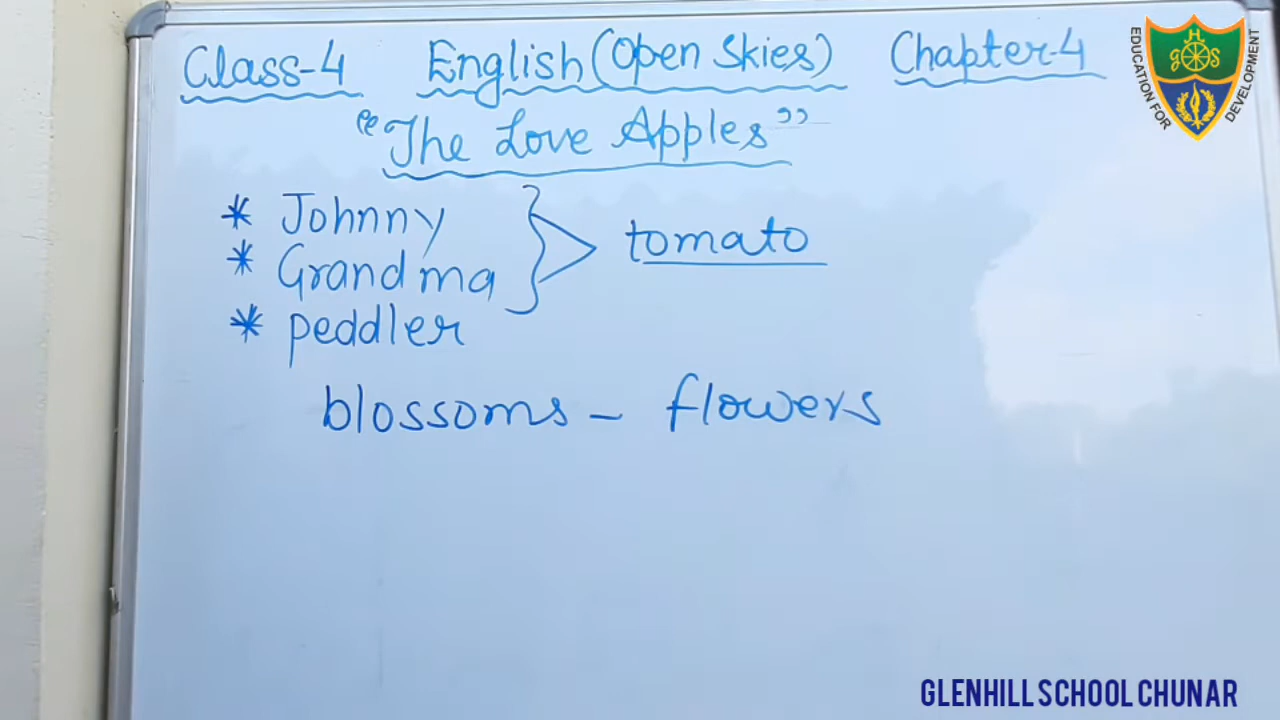 Class-4 English (Open Skies) Chapter-4
"The Love Apples"
* Johnny
* Grandma
* peddler
tomato
blossoms - flowers
EDUCATION FOR DEVELOPMENT
G H S
GLENHILL SCHOOL CHUNAR